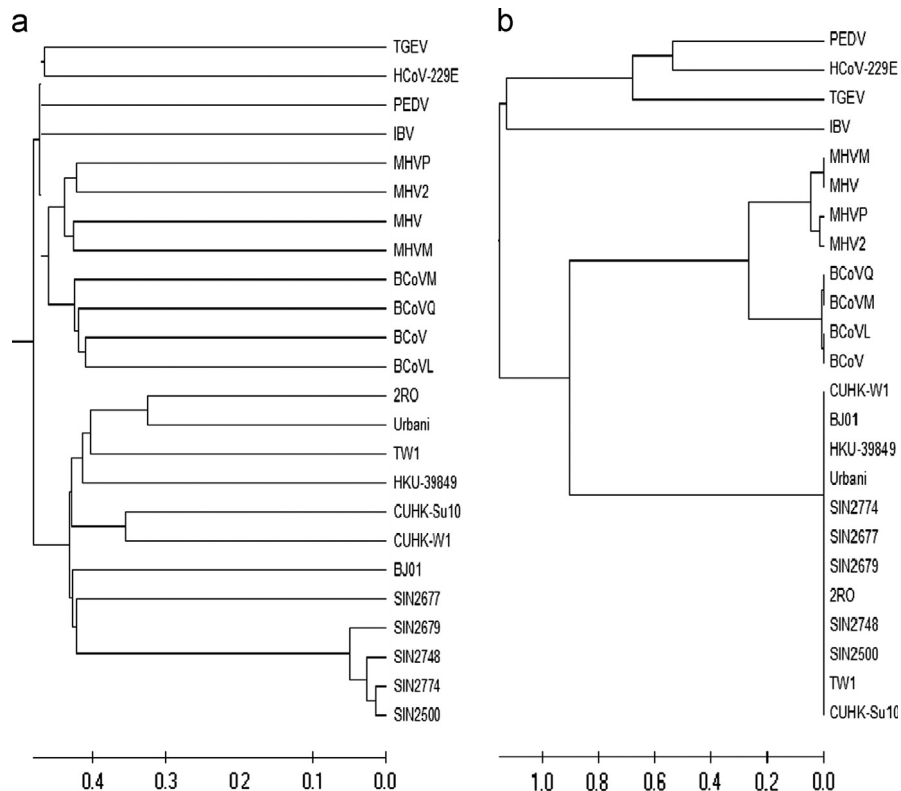 a
TGEV
HCoV-229E
PEDV
IBV
MHVP
MHV2
MHV
MHVM
BCoVM
BCoVQ
BCoV
BCoVL
2RO
Urbani
TW1
HKU-39849
CUHK-Su10
CUHK-W1
BJ01
SIN2677
SIN2679
SIN2748
SIN2774
SIN2500
0.4 0.3 0.2 0.1 0.0
b
PEDV
HCoV-229E
TGEV
IBV
MHVM
MHV
MHVP
MHV2
BCoVQ
BCoVM
BCoVL
BCoV
CUHK-W1
BJ01
HKU-39849
Urbani
SIN2774
SIN2677
SIN2679
2RO
SIN2748
SIN2500
TW1
CUHK-Su10
1.0 0.8 0.6 0.4 0.2 0.0